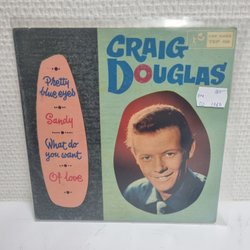 CRAIG
DOUGLAS
Pretty
blue eyes
Sandy
What do
you want
Of love